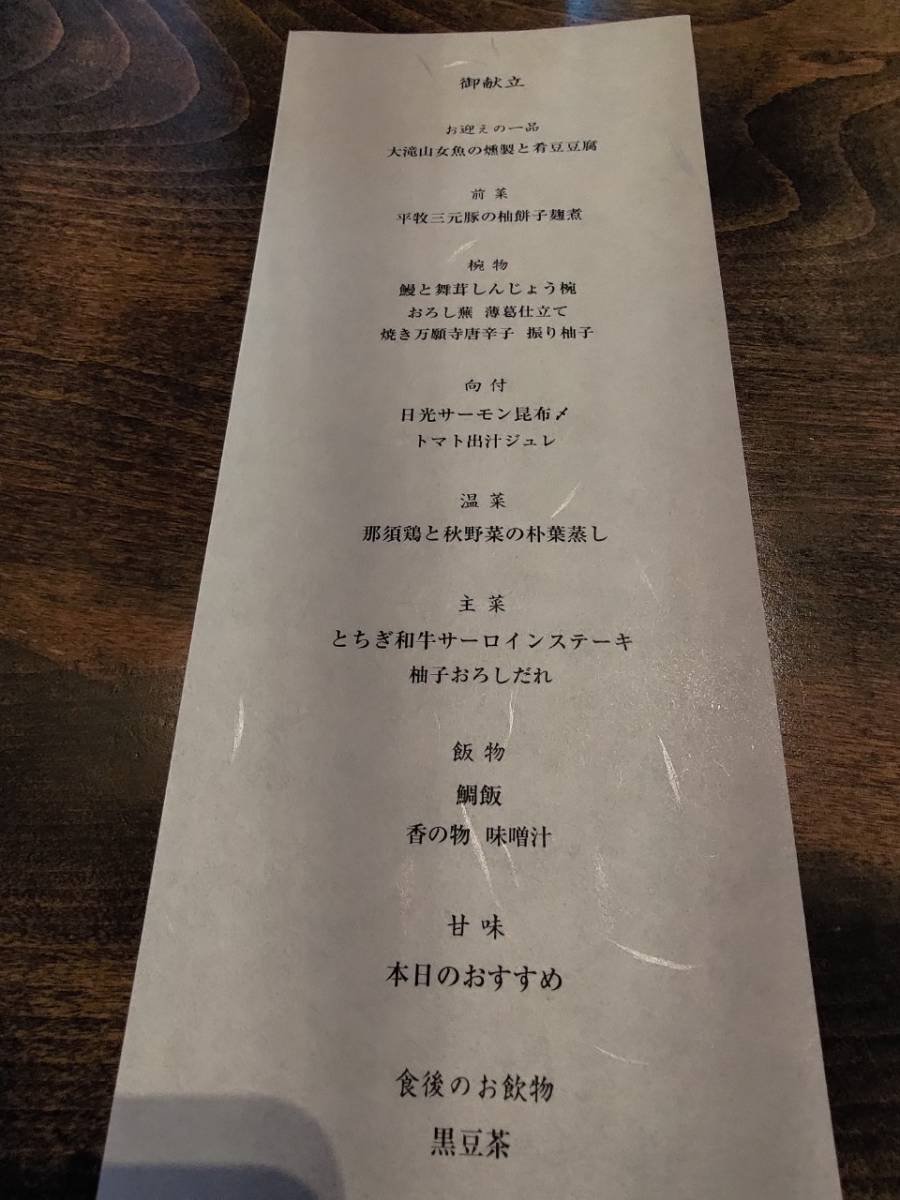 御献立
お迎えの一品
大滝山女魚の燻製と肴豆豆腐
前菜
平牧三元豚の柚餅子麹煮
椀物
鰻と舞茸しんじょう椀
おろし蕪 薄葛仕立て
焼き万願寺唐辛子 振り柚子
向付
日光サーモン昆布〆
トマト出汁ジュレ
温菜
那須鶏と秋野菜の朴葉蒸し
主菜
とちぎ和牛サーロインステーキ
柚子おろしだれ
飯物
鯛飯
香の物 味噌汁
甘味
本日のおすすめ
食後のお飲物
黒豆茶